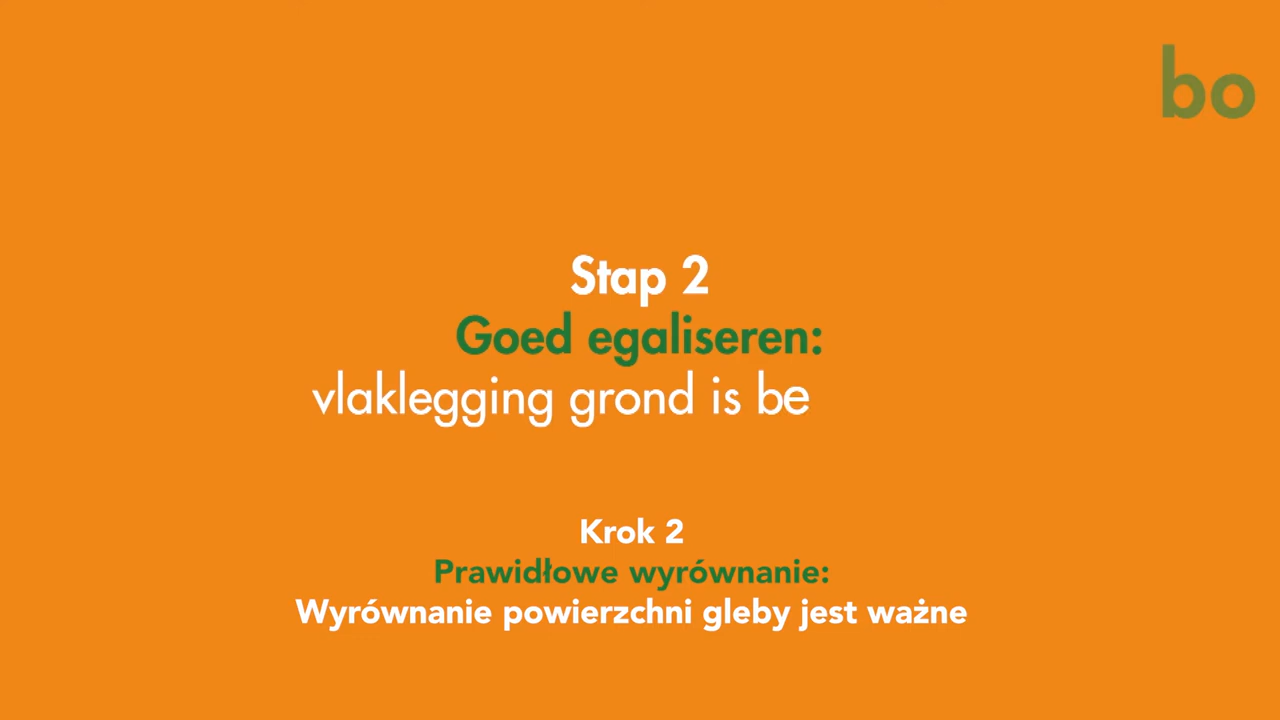 bo
Stap 2
Goed egaliseren:
vlaklegging grond is be
Krok 2
Prawidłowe wyrównanie:
Wyrównanie powierzchni gleby jest ważne